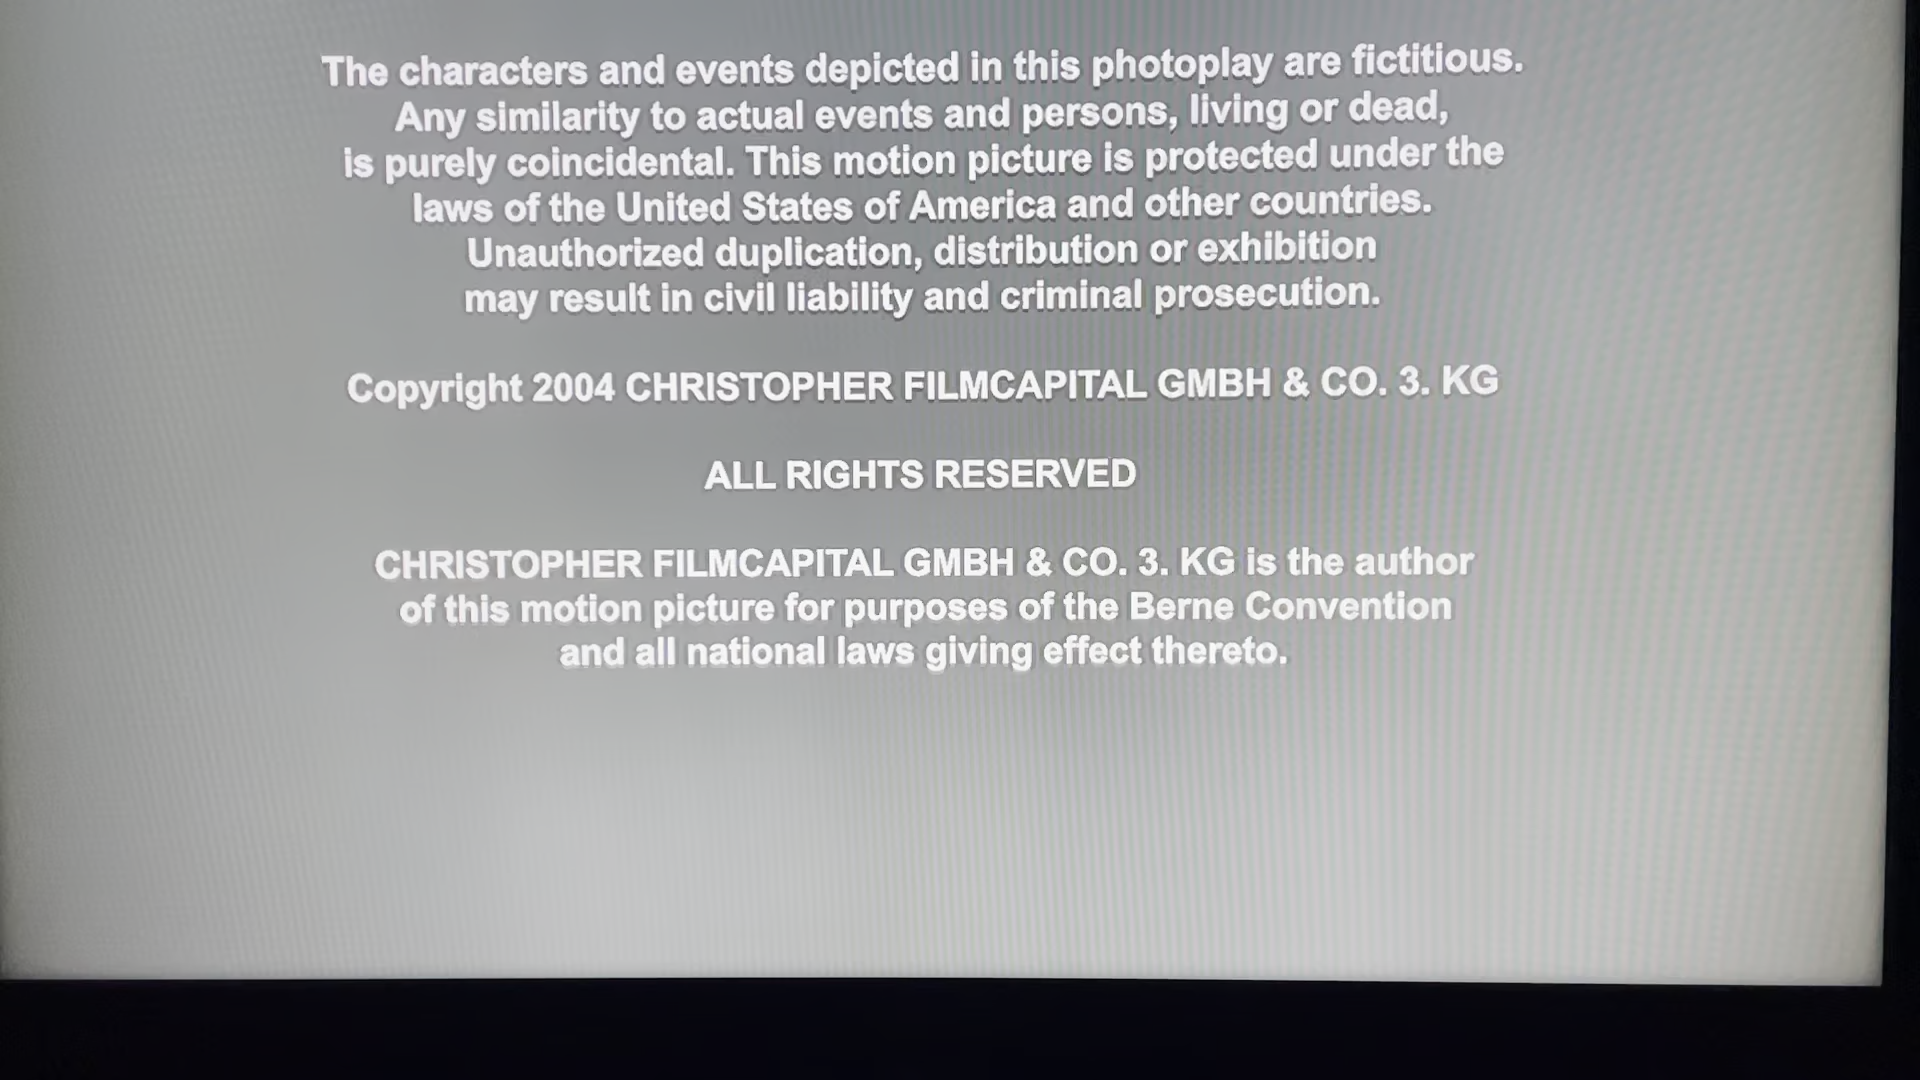 The characters and events depicted in this photoplay are fictitious.
Any similarity to actual events and persons, living or dead,
is purely coincidental. This motion picture is protected under the
laws of the United States of America and other countries.
Unauthorized duplication, distribution or exhibition
may result in civil liability and criminal prosecution.
Copyright 2004 CHRISTOPHER FILMCAPITAL GMBH & CO. 3. KG
ALL RIGHTS RESERVED
CHRISTOPHER FILMCAPITAL GMBH & CO. 3. KG is the author
of this motion picture for purposes of the Berne Convention
and all national laws giving effect thereto.